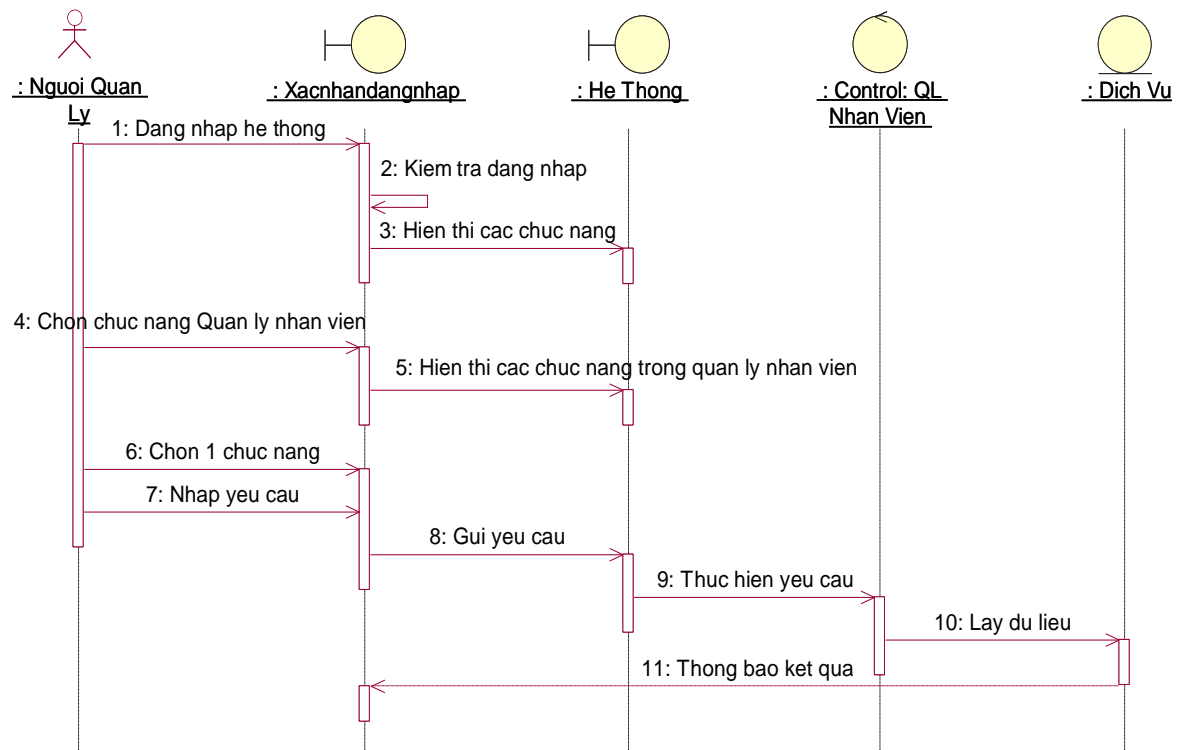 : Nguoi Quan
Ly
: Xacnhandangnhap
: He Thong
: Control: QL
Nhan Vien
: Dich Vu
1: Dang nhap he thong
2: Kiem tra dang nhap
3: Hien thi cac chuc nang
4: Chon chuc nang Quan ly nhan vien
5: Hien thi cac chuc nang trong quan ly nhan vien
6: Chon 1 chuc nang
7: Nhap yeu cau
8: Gui yeu cau
9: Thuc hien yeu cau
10: Lay du lieu
11: Thong bao ket qua